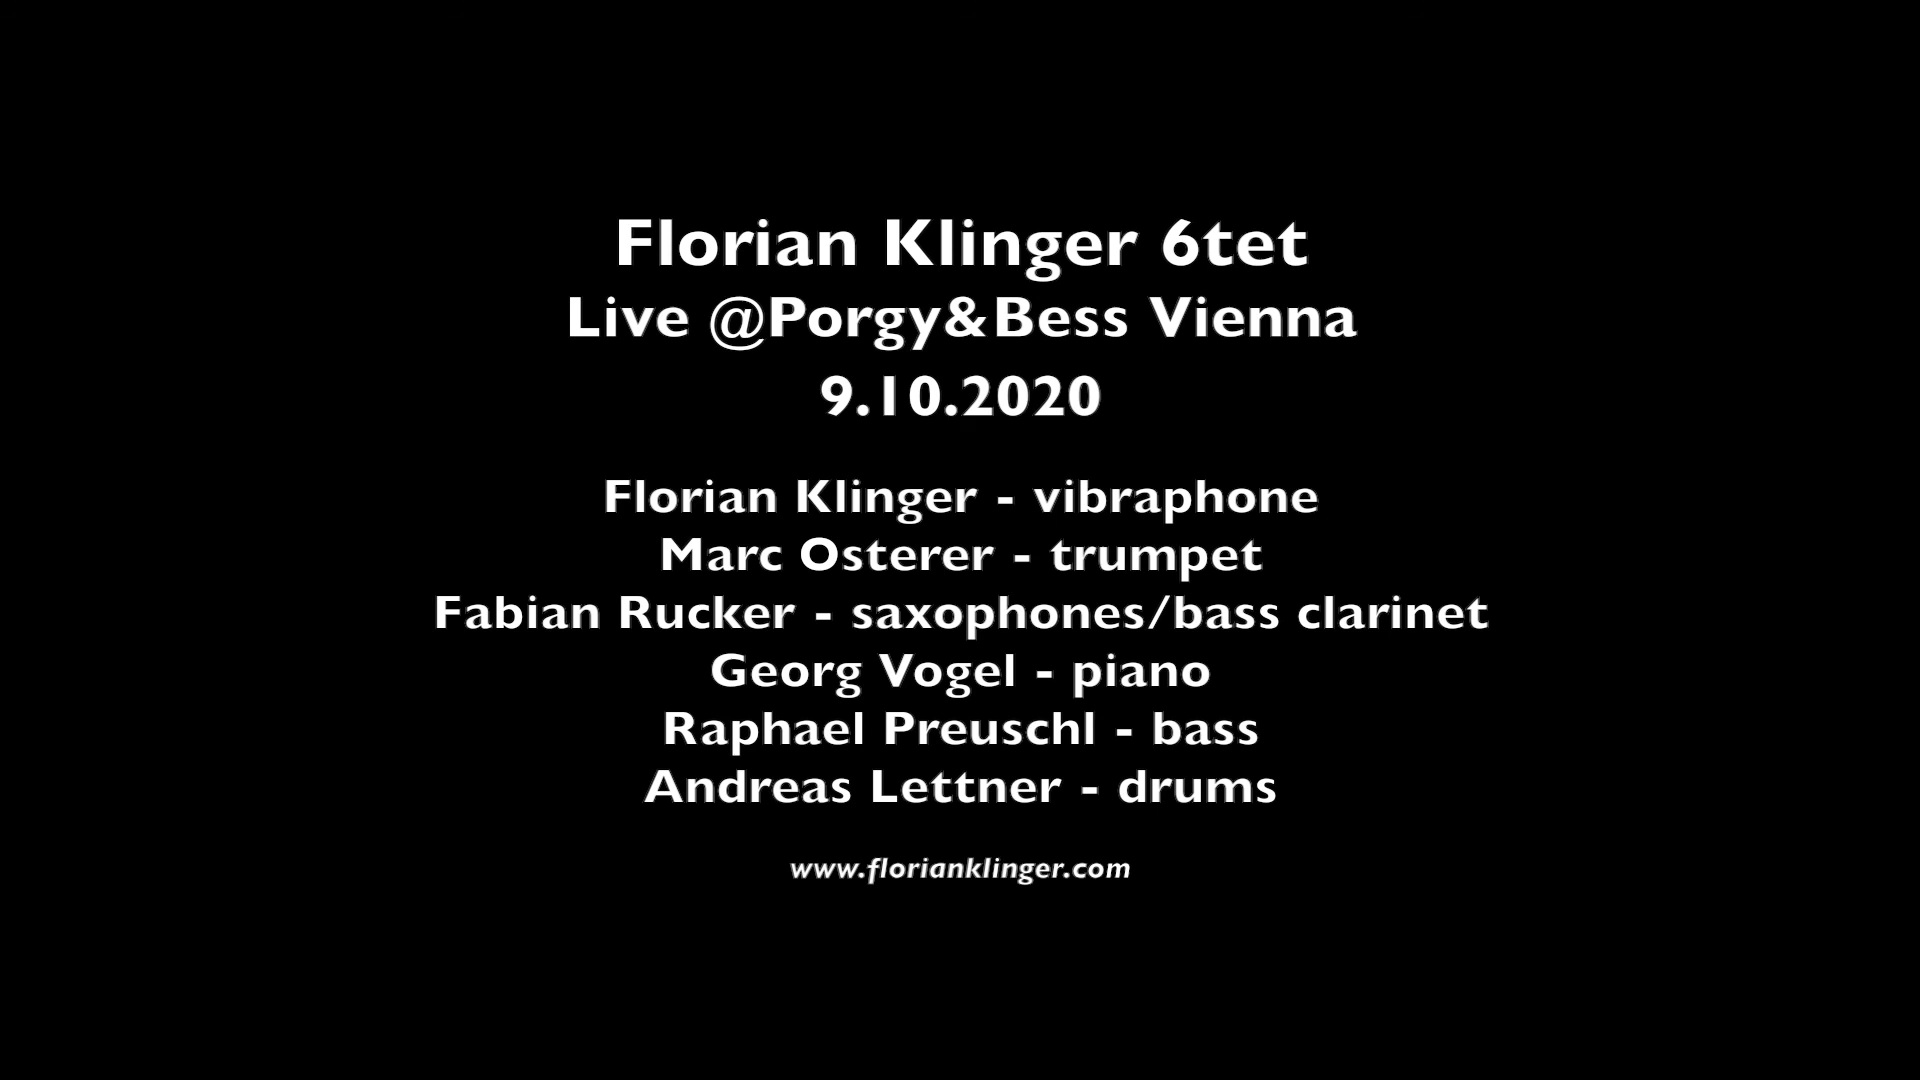 Florian Klinger 6tet
Live @Porgy&Bess Vienna
9.10.2020
Florian Klinger - vibraphone
Marc Osterer - trumpet
Fabian Rucker - saxophones/bass clarinet
Georg Vogel - piano
Raphael Preuschl - bass
Andreas Lettner - drums
www.florianklinger.com